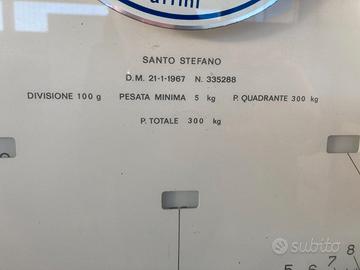 SANTO STEFANO
D.M. 21-1-1967 N. 335288
DIVISIONE 100 g PESATA MINIMA 5 kg P. QUADRANTE 300 kg
P. TOTALE 300 kg
5 6 7 8
subito